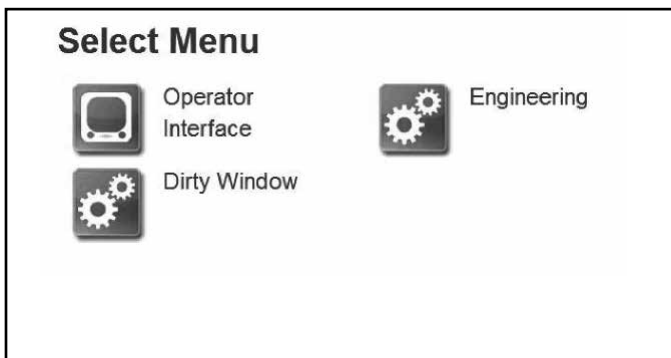 Select Menu
Operator
Interface
Engineering
Dirty Window